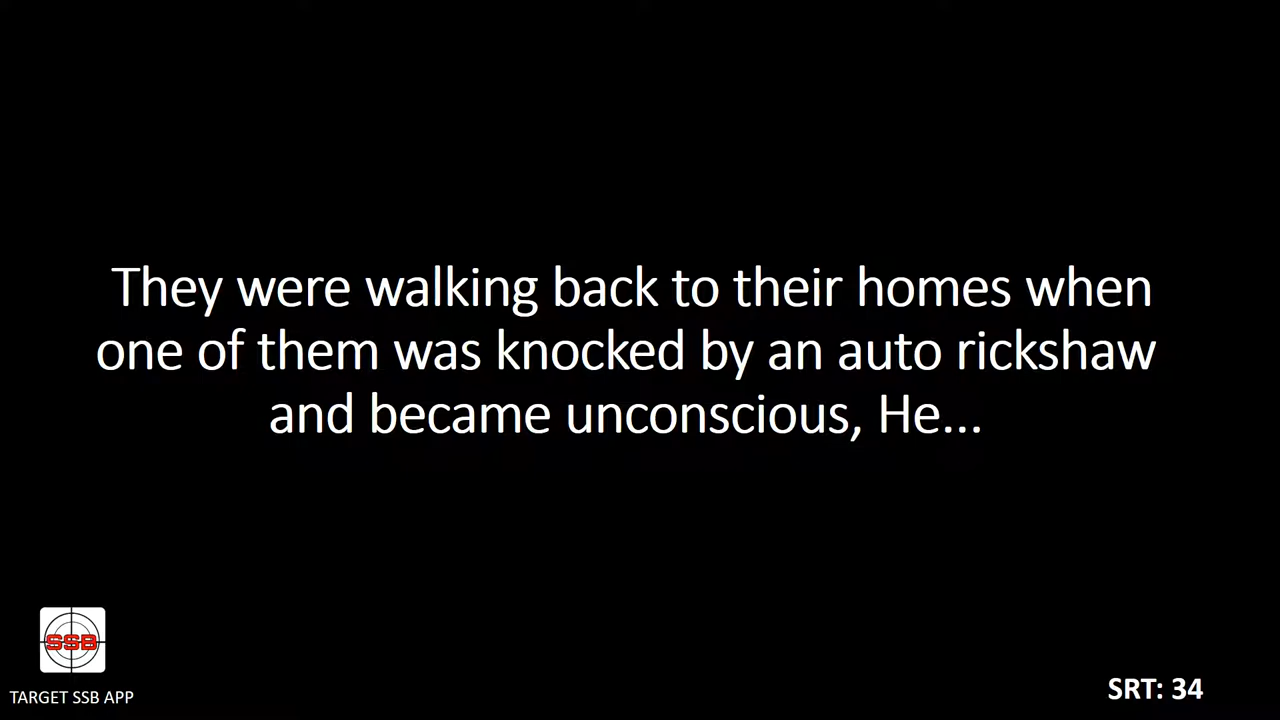 They were walking back to their homes when
one of them was knocked by an auto rickshaw
and became unconscious, He...
SSB
TARGET SSB APP
SRT: 34